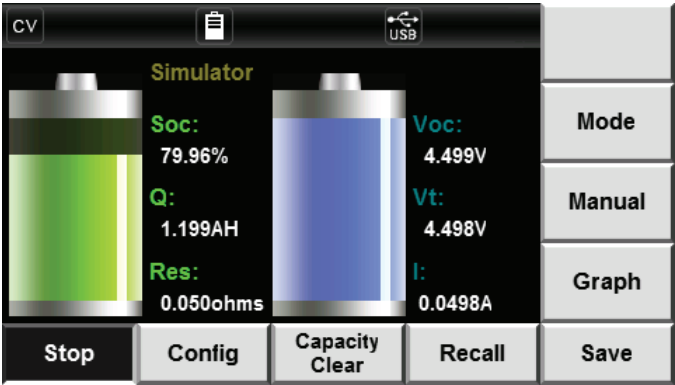 CV
USB
Simulator
Soc:
79.96%
Voc:
4.499V
Q:
1.199AH
Vt:
4.498V
Res:
0.050ohms
I:
0.0498A
Mode
Manual
Graph
Stop
Config
Capacity
Clear
Recall
Save